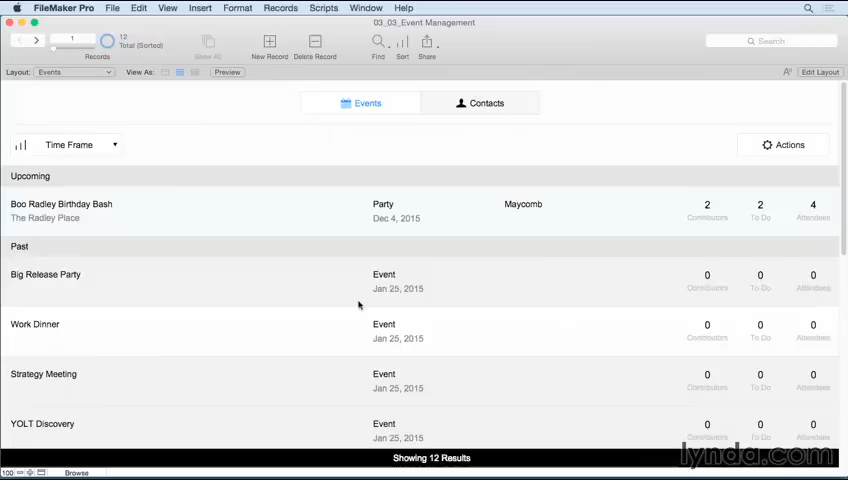 FileMaker Pro File Edit View Insert Format Records Scripts Window Help
03_03_Event Management
1 12 Total (Sorted)
Records Show All New Record Delete Record Find Sort Share Search
Layout: Events View As: Preview Aa Edit Layout
Events Contacts
Time Frame Actions
Upcoming
Boo Radley Birthday Bash Party Maycomb 2 2 4
The Radley Place Dec 4, 2015 Contributors To Do Attendees
Past
Big Release Party Event 0 0 0
Jan 25, 2015 Contributors To Do Attendees
Work Dinner Event 0 0 0
Jan 25, 2015 Contributors To Do Attendees
Strategy Meeting Event 0 0 0
Jan 25, 2015 Contributors To Do Attendees
YOLT Discovery Event 0 0 0
Jan 25, 2015 Contributors To Do Attendees
Showing 12 Results
lynda.com
100 Browse